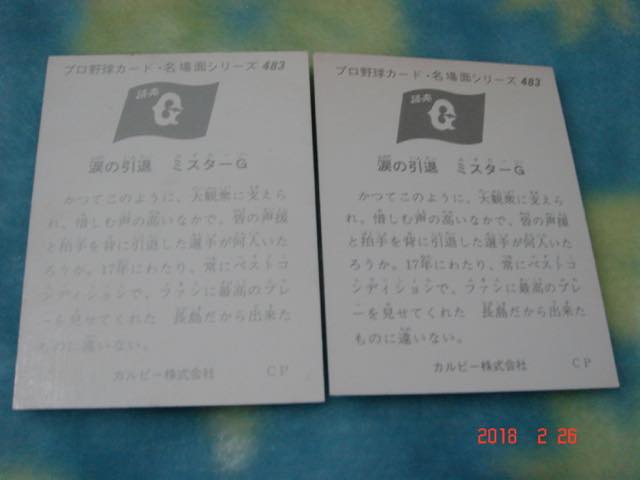 プロ野球カード・名場面シリーズ 483
読売
G
涙の引退 ミスターG
かつてこのように、大観衆に支えら
れ、惜しむ声の高いなかで、皆の声援
と拍手を背に引退した選手が何人いた
ろうか。17年にわたり、常にベストコ
ンディションで、ファンに最高のプレ
ーを見せてくれた 長島だから出来た
ものに違いない。
カルビー株式会社 CP
プロ野球カード・名場面シリーズ 483
読売
G
涙の引退 ミスターG
かつてこのように、大観衆に支えら
れ、惜しむ声の高いなかで、皆の声援
と拍手を背に引退した選手が何人いた
ろうか。17年にわたり、常にベストコ
ンディションで、ファンに最高のプレ
ーを見せてくれた 長島だから出来た
ものに違いない。
カルビー株式会社 CP
2018 2 26